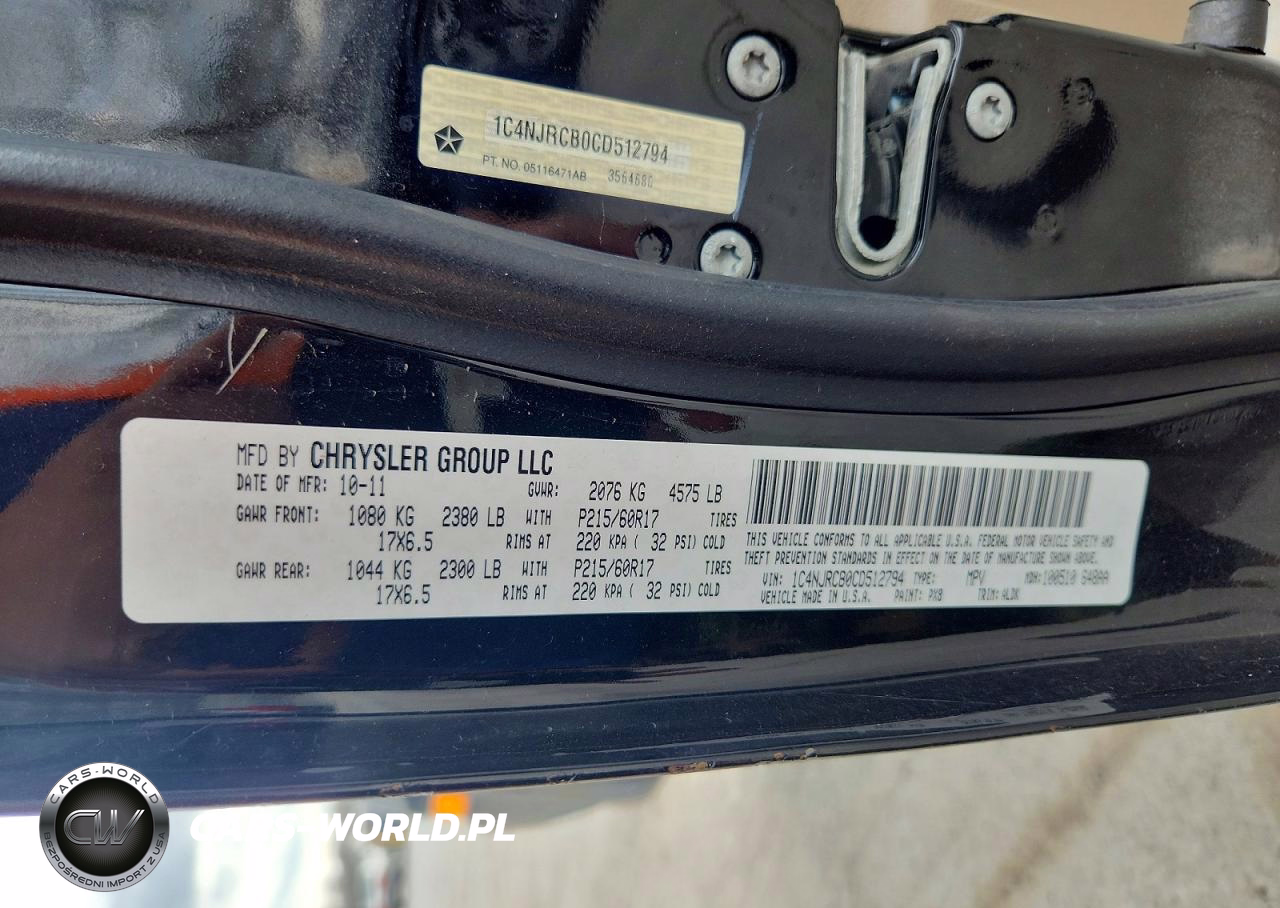 1C4NJRCB0CD512794
PT. NO. 05116471AB 3564680
MFD BY CHRYSLER GROUP LLC
DATE OF MFR: 10-11 GVWR: 2076 KG 4575 LB
GAWR FRONT: 1080 KG 2380 LB WITH P215/60R17 TIRES
17X6.5 RIMS AT 220 KPA ( 32 PSI) COLD
GAWR REAR: 1044 KG 2300 LB WITH P215/60R17 TIRES
17X6.5 RIMS AT 220 KPA ( 32 PSI) COLD
THIS VEHICLE CONFORMS TO ALL APPLICABLE U.S.A. FEDERAL MOTOR VEHICLE SAFETY AND
THEFT PREVENTION STANDARDS IN EFFECT ON THE DATE OF MANUFACTURE SHOWN ABOVE.
VIN: 1C4NJRCB0CD512794 TYPE: MPV MDH: 100510 648AA
VEHICLE MADE IN U.S.A. PAINT: PXB TRIM: ALDK
CARS-WORLD
CW
BEZPOŚREDNI IMPORT Z USA
CARS-WORLD.PL